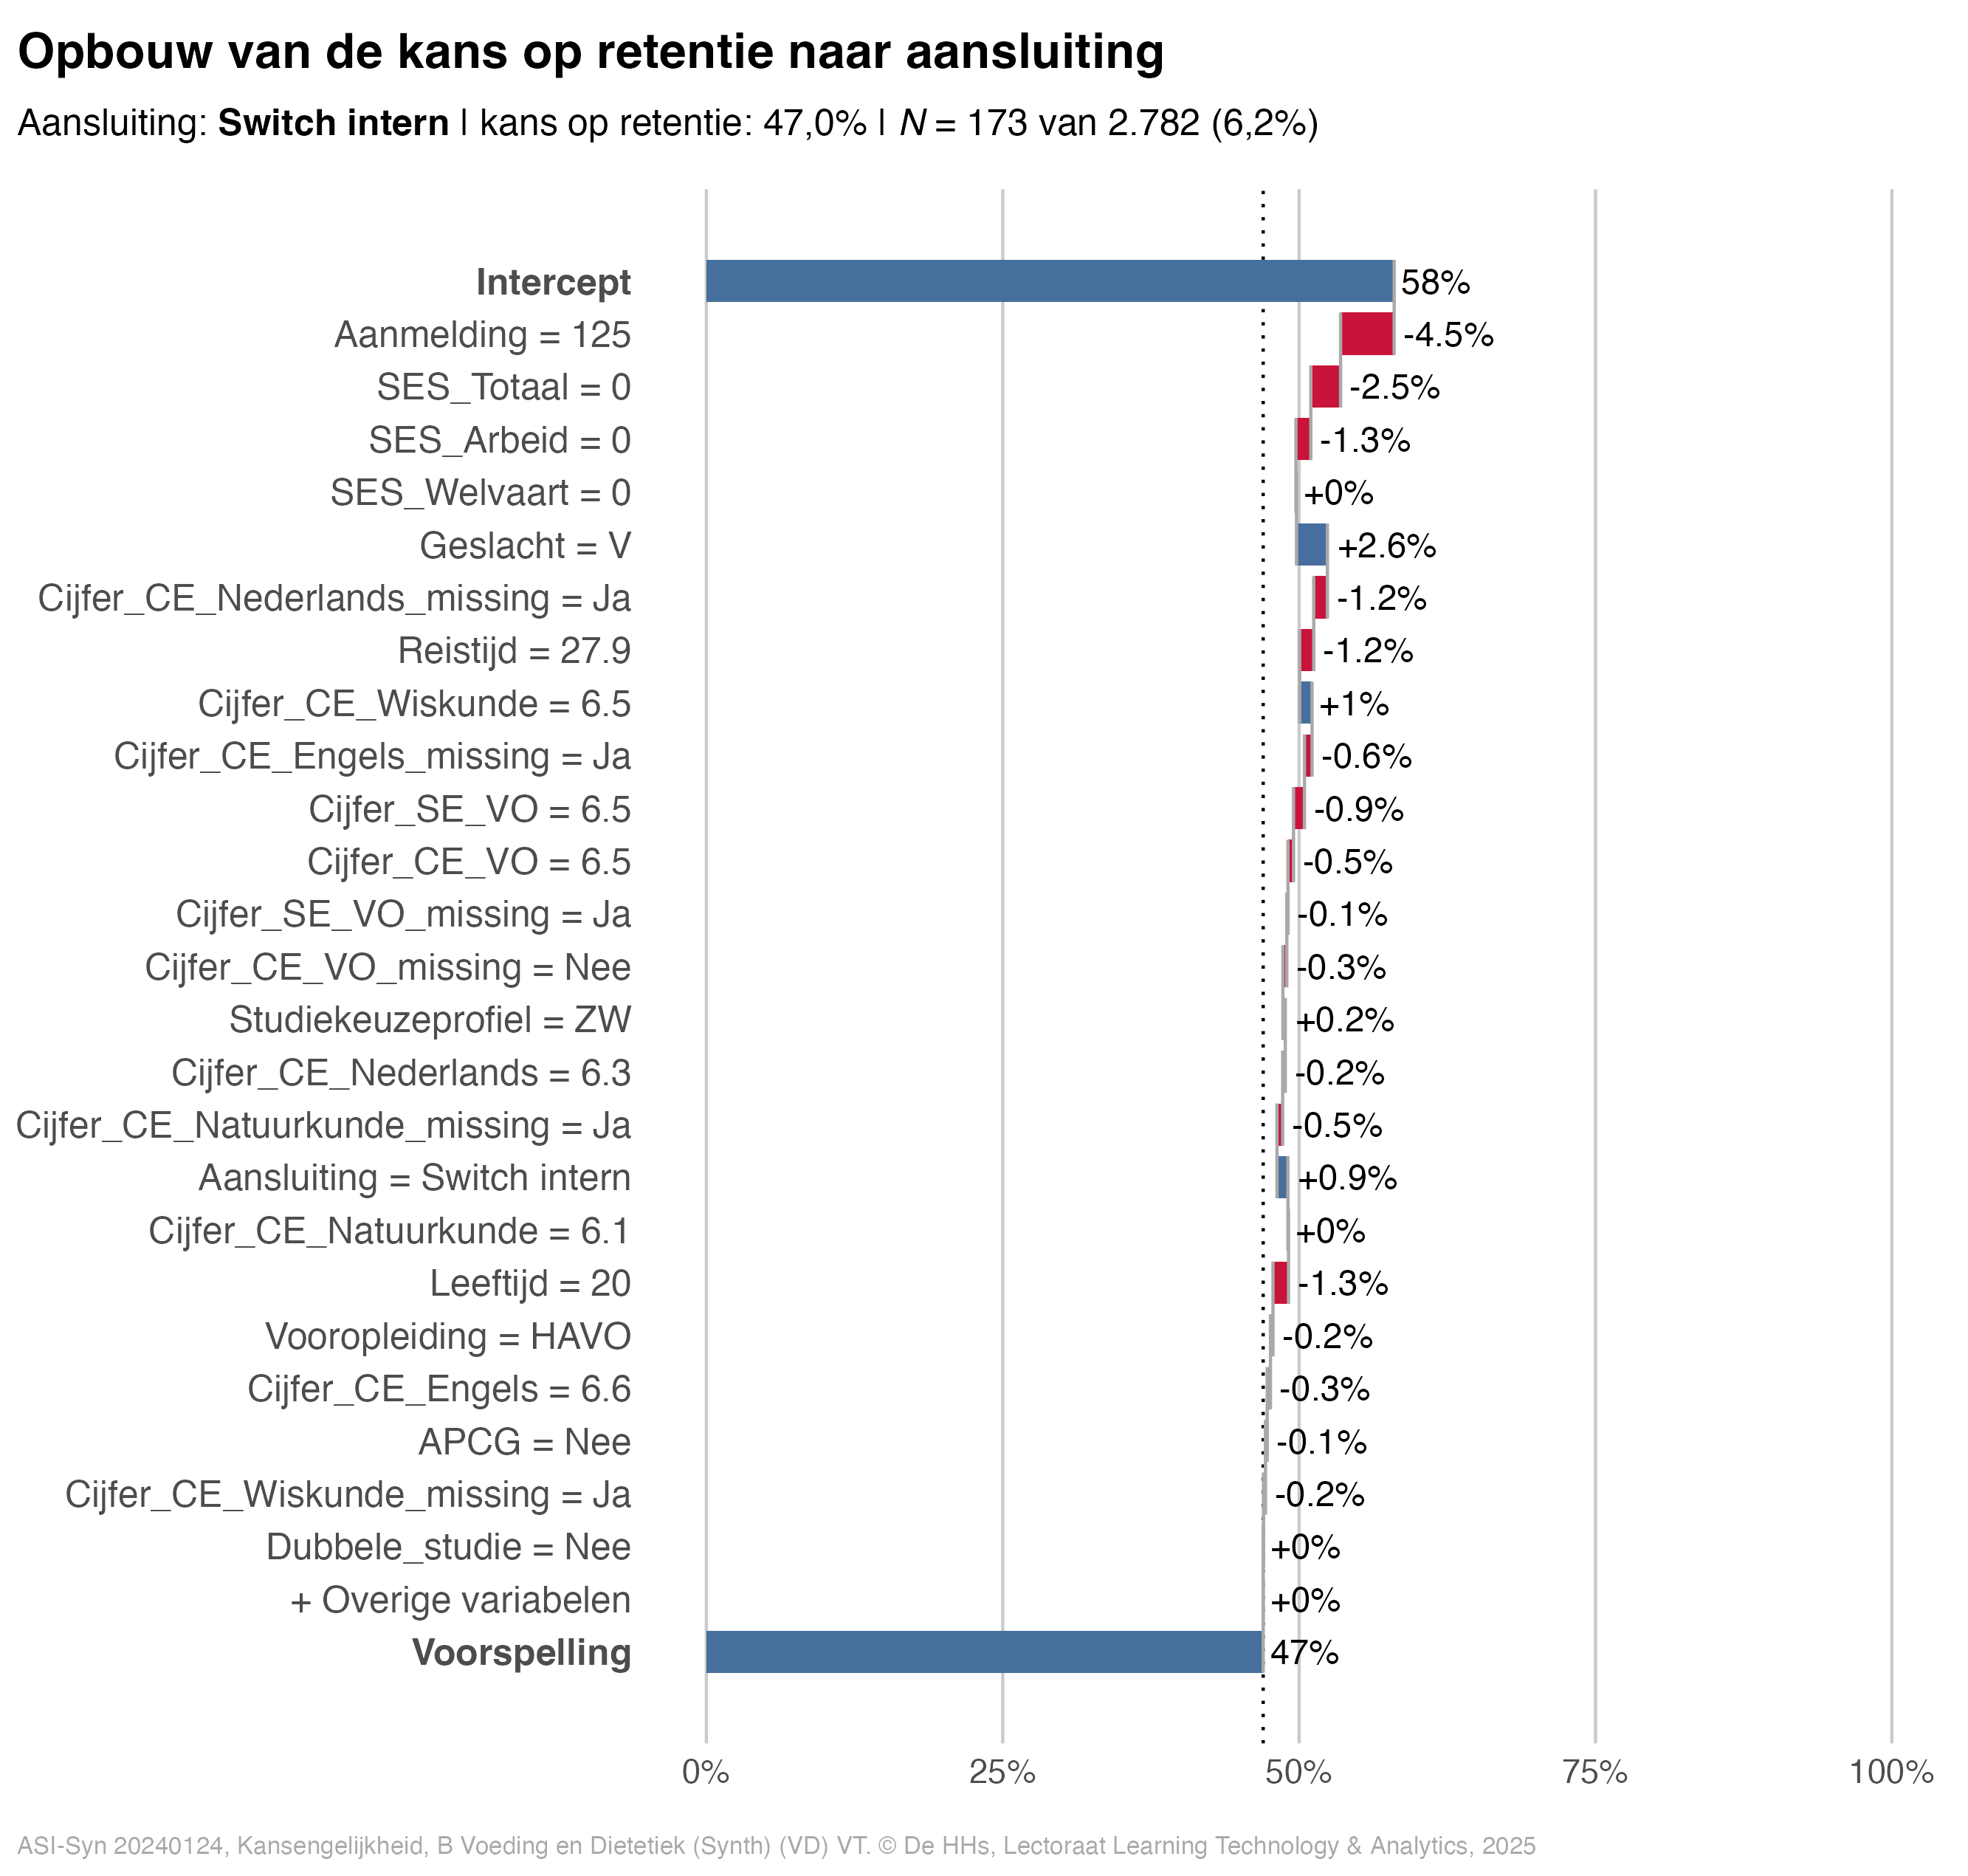 Opbouw van de kans op retentie naar aansluiting
Aansluiting: Switch intern | kans op retentie: 47,0% | N = 173 van 2.782 (6,2%)
Intercept 58%
Aanmelding = 125 -4.5%
SES_Totaal = 0 -2.5%
SES_Arbeid = 0 -1.3%
SES_Welvaart = 0 +0%
Geslacht = V +2.6%
Cijfer_CE_Nederlands_missing = Ja -1.2%
Reistijd = 27.9 -1.2%
Cijfer_CE_Wiskunde = 6.5 +1%
Cijfer_CE_Engels_missing = Ja -0.6%
Cijfer_SE_VO = 6.5 -0.9%
Cijfer_CE_VO = 6.5 -0.5%
Cijfer_SE_VO_missing = Ja -0.1%
Cijfer_CE_VO_missing = Nee -0.3%
Studiekeuzeprofiel = ZW +0.2%
Cijfer_CE_Nederlands = 6.3 -0.2%
Cijfer_CE_Natuurkunde_missing = Ja -0.5%
Aansluiting = Switch intern +0.9%
Cijfer_CE_Natuurkunde = 6.1 +0%
Leeftijd = 20 -1.3%
Vooropleiding = HAVO -0.2%
Cijfer_CE_Engels = 6.6 -0.3%
APCG = Nee -0.1%
Cijfer_CE_Wiskunde_missing = Ja -0.2%
Dubbele_studie = Nee +0%
+ Overige variabelen +0%
Voorspelling 47%
0% 25% 50% 75% 100%
ASI-Syn 20240124, Kansengelijkheid, B Voeding en Dietetiek (Synth) (VD) VT. © De HHs, Lectoraat Learning Technology & Analytics, 2025